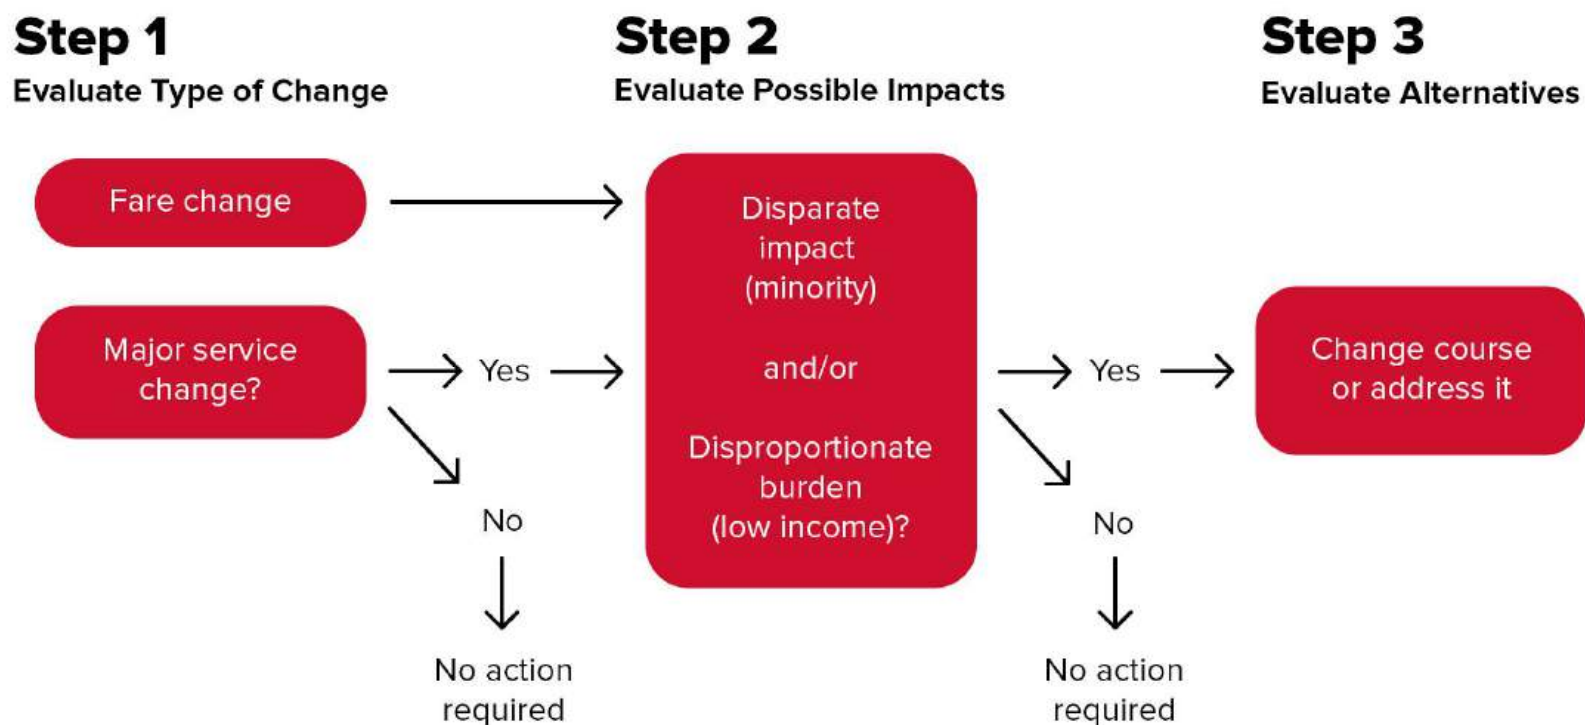 Step 1
Evaluate Type of Change
Fare change
Major service
change?
Yes
No
No action
required
Step 2
Evaluate Possible Impacts
Disparate
impact
(minority)
and/or
Disproportionate
burden
(low income)?
Yes
No
No action
required
Step 3
Evaluate Alternatives
Change course
or address it